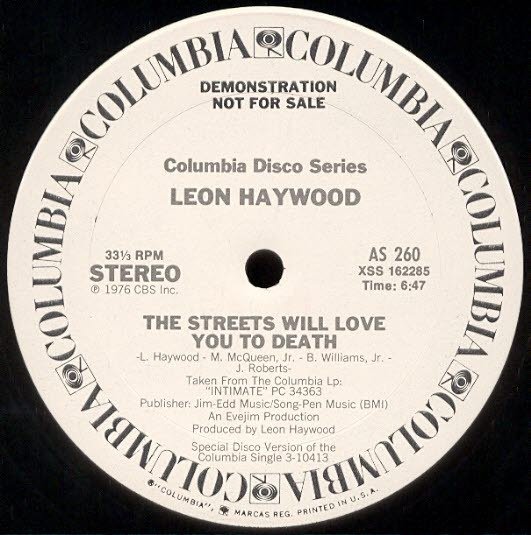 COLUMBIA COLUMBIA COLUMBIA COLUMBIA COLUMBIA COLUMBIA COLUMBIA COLUMBIA
DEMONSTRATION
NOT FOR SALE
Columbia Disco Series
LEON HAYWOOD
33⅓ RPM
STEREO
℗ 1976 CBS Inc.
AS 260
XSS 162285
Time: 6:47
THE STREETS WILL LOVE
YOU TO DEATH
-L. Haywood - M. McQueen, Jr. - B. Williams, Jr. -
J. Roberts-
Taken From The Columbia Lp:
"INTIMATE" PC 34363
Publisher: Jim-Edd Music/Song-Pen Music (BMI)
An Evejim Production
Produced by Leon Haywood
Special Disco Version of the
Columbia Single 3-10413
® "COLUMBIA", MARCAS REG. PRINTED IN U.S.A.